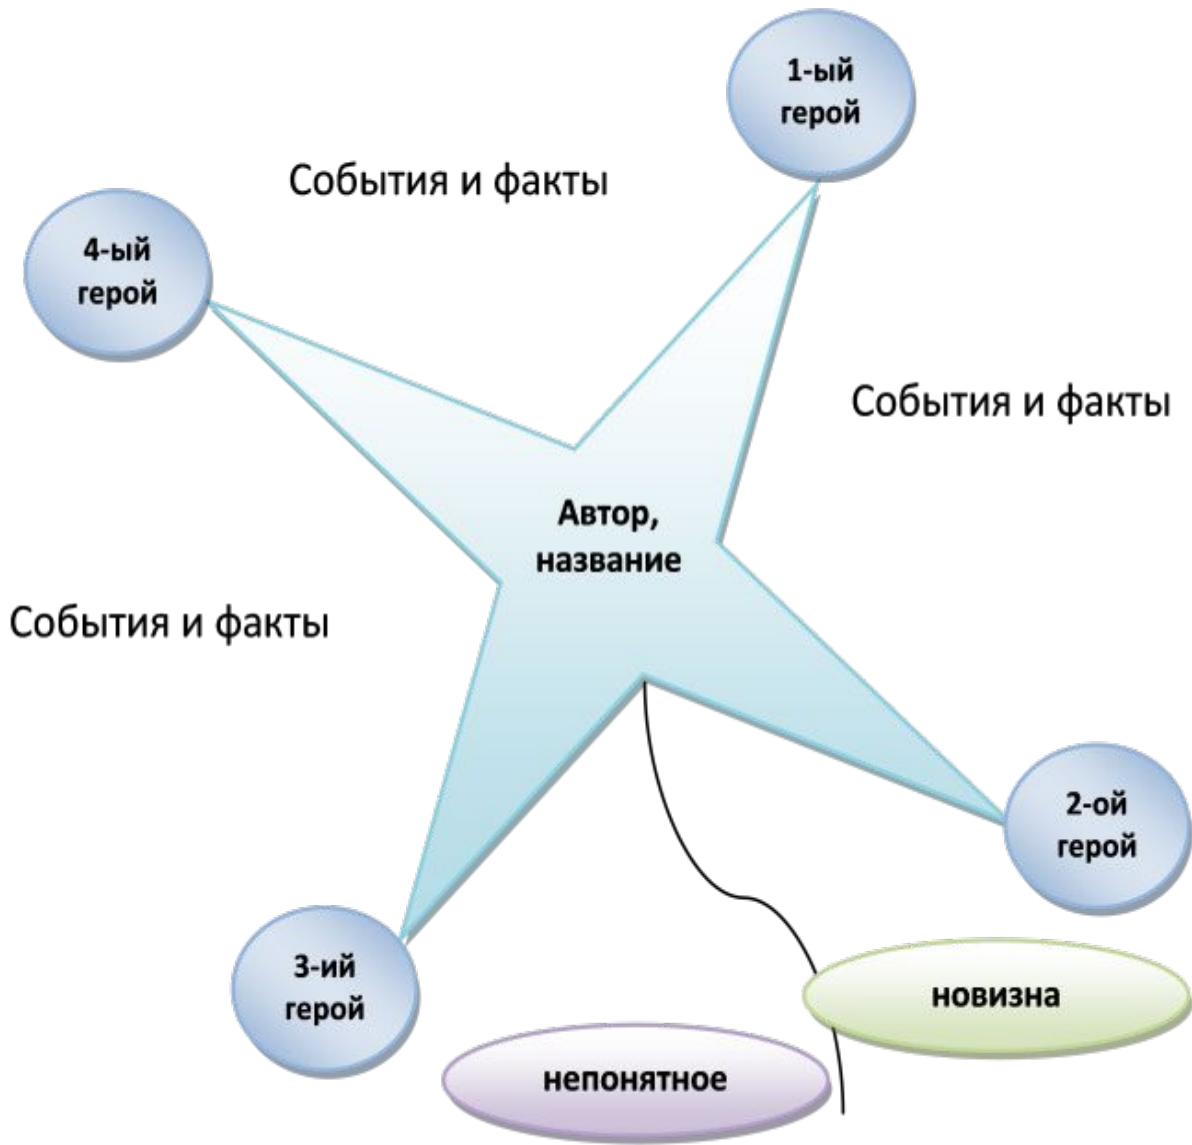 1-ый
герой
События и факты
4-ый
герой
События и факты
Автор,
название
События и факты
2-ой
герой
3-ий
герой
новизна
непонятное